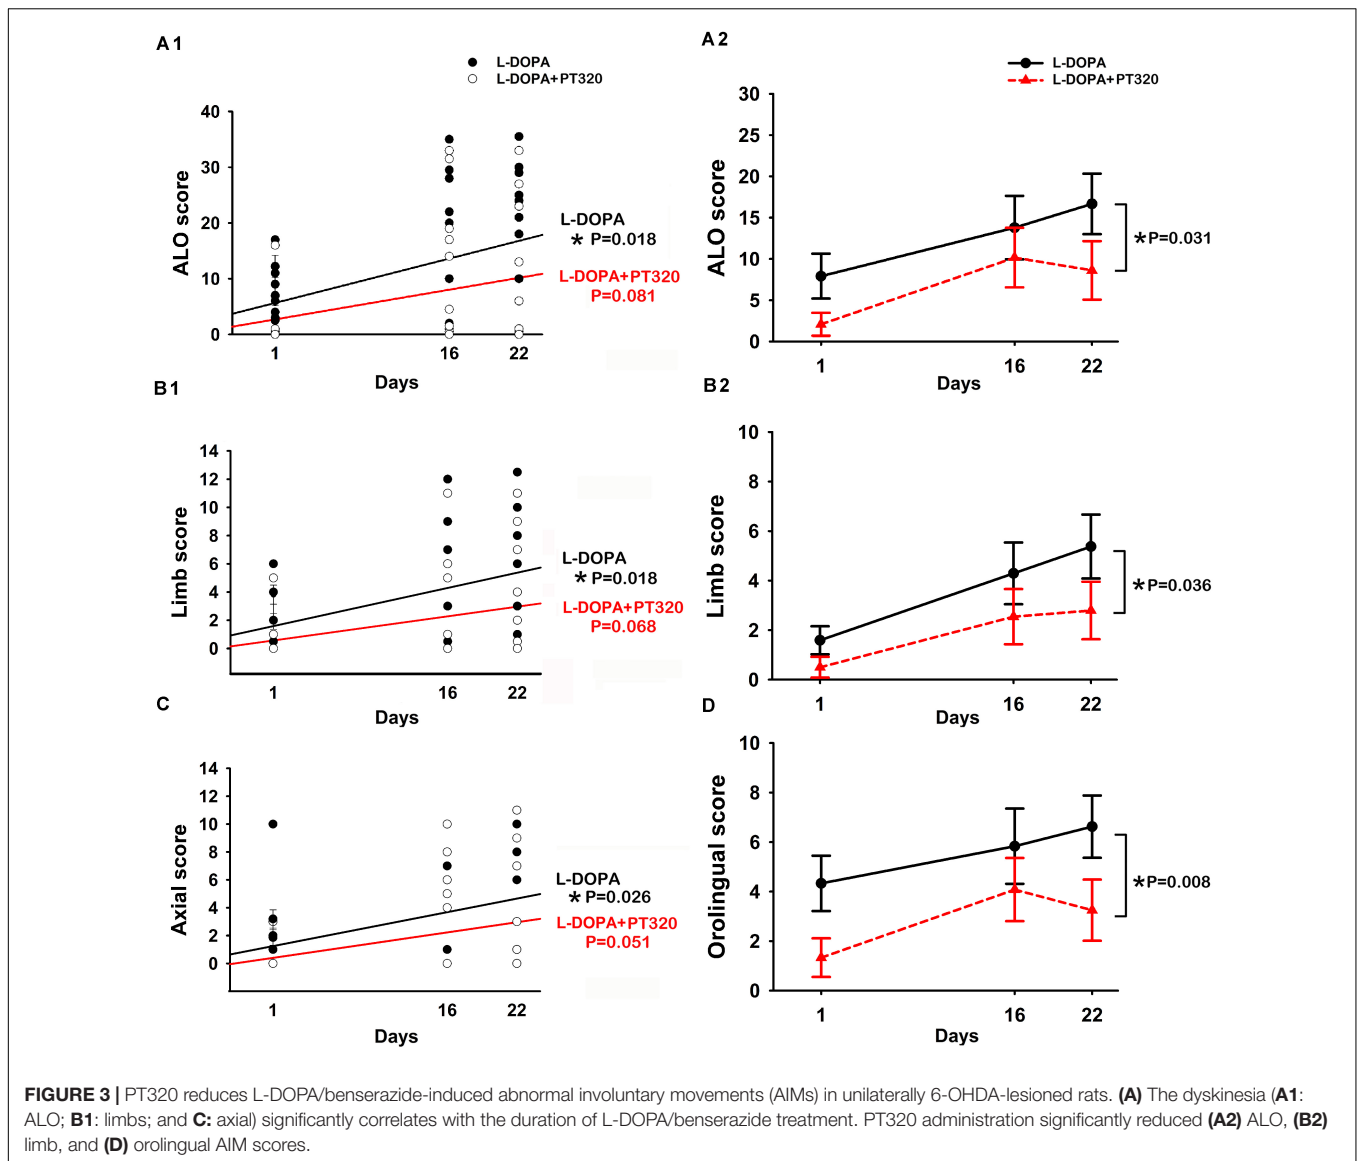 A1
L-DOPA
L-DOPA+PT320
ALO score
40
30
20
10
0
1
16
22
Days
L-DOPA
* P=0.018
L-DOPA+PT320
P=0.081
A2
L-DOPA
L-DOPA+PT320
ALO score
30
25
20
15
10
5
0
1
16
22
Days
*P=0.031
B1
Limb score
14
12
10
8
6
4
2
0
1
16
22
Days
L-DOPA
* P=0.018
L-DOPA+PT320
P=0.068
B2
Limb score
10
8
6
4
2
0
1
16
22
Days
*P=0.036
C
Axial score
14
12
10
8
6
4
2
0
1
16
22
Days
L-DOPA
* P=0.026
L-DOPA+PT320
P=0.051
D
Orolingual score
10
8
6
4
2
0
1
16
22
Days
*P=0.008
FIGURE 3 | PT320 reduces L-DOPA/benserazide-induced abnormal involuntary movements (AIMs) in unilaterally 6-OHDA-lesioned rats. (A) The dyskinesia (A1:
ALO; B1: limbs; and C: axial) significantly correlates with the duration of L-DOPA/benserazide treatment. PT320 administration significantly reduced (A2) ALO, (B2)
limb, and (D) orolingual AIM scores.